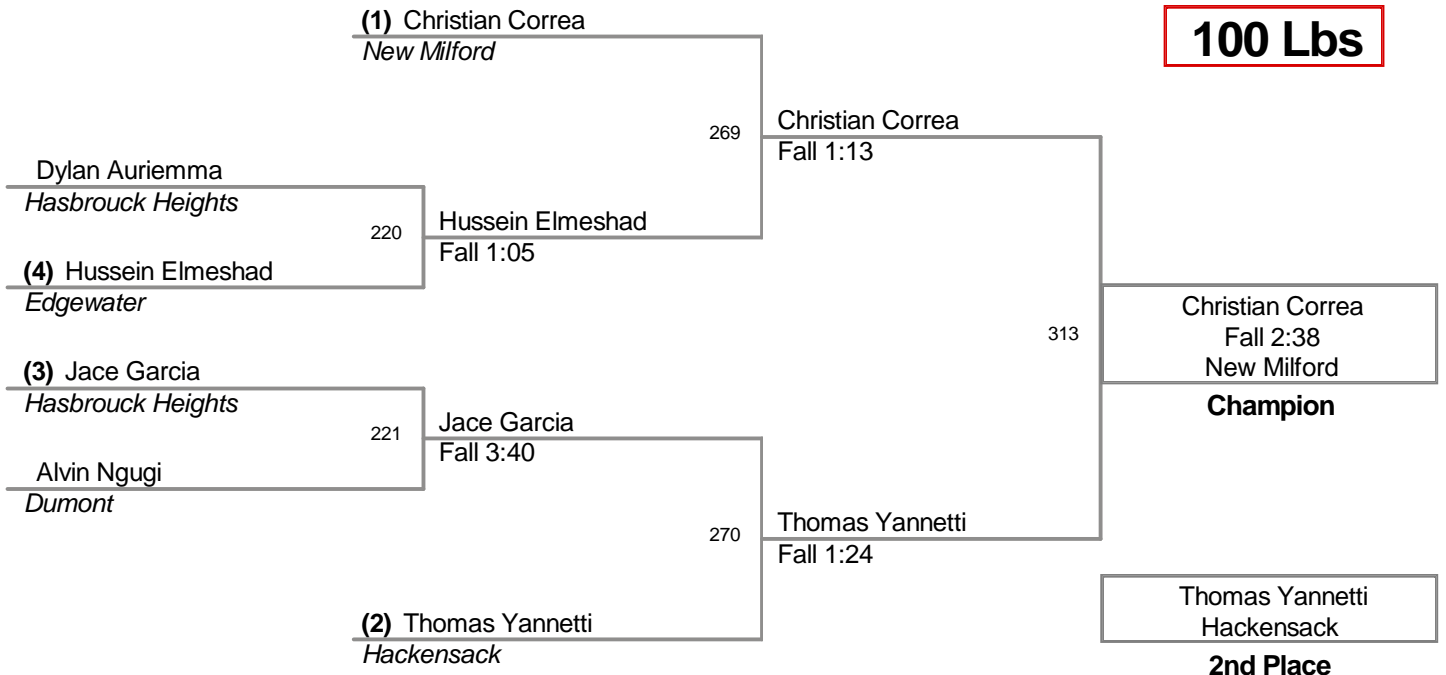 (1) Christian Correa
New Milford
100 Lbs
269
Christian Correa
Fall 1:13
Dylan Auriemma
Hasbrouck Heights
220
Hussein Elmeshad
Fall 1:05
(4) Hussein Elmeshad
Edgewater
313
Christian Correa
Fall 2:38
New Milford
Champion
(3) Jace Garcia
Hasbrouck Heights
221
Jace Garcia
Fall 3:40
Alvin Ngugi
Dumont
270
Thomas Yannetti
Fall 1:24
(2) Thomas Yannetti
Hackensack
Thomas Yannetti
Hackensack
2nd Place